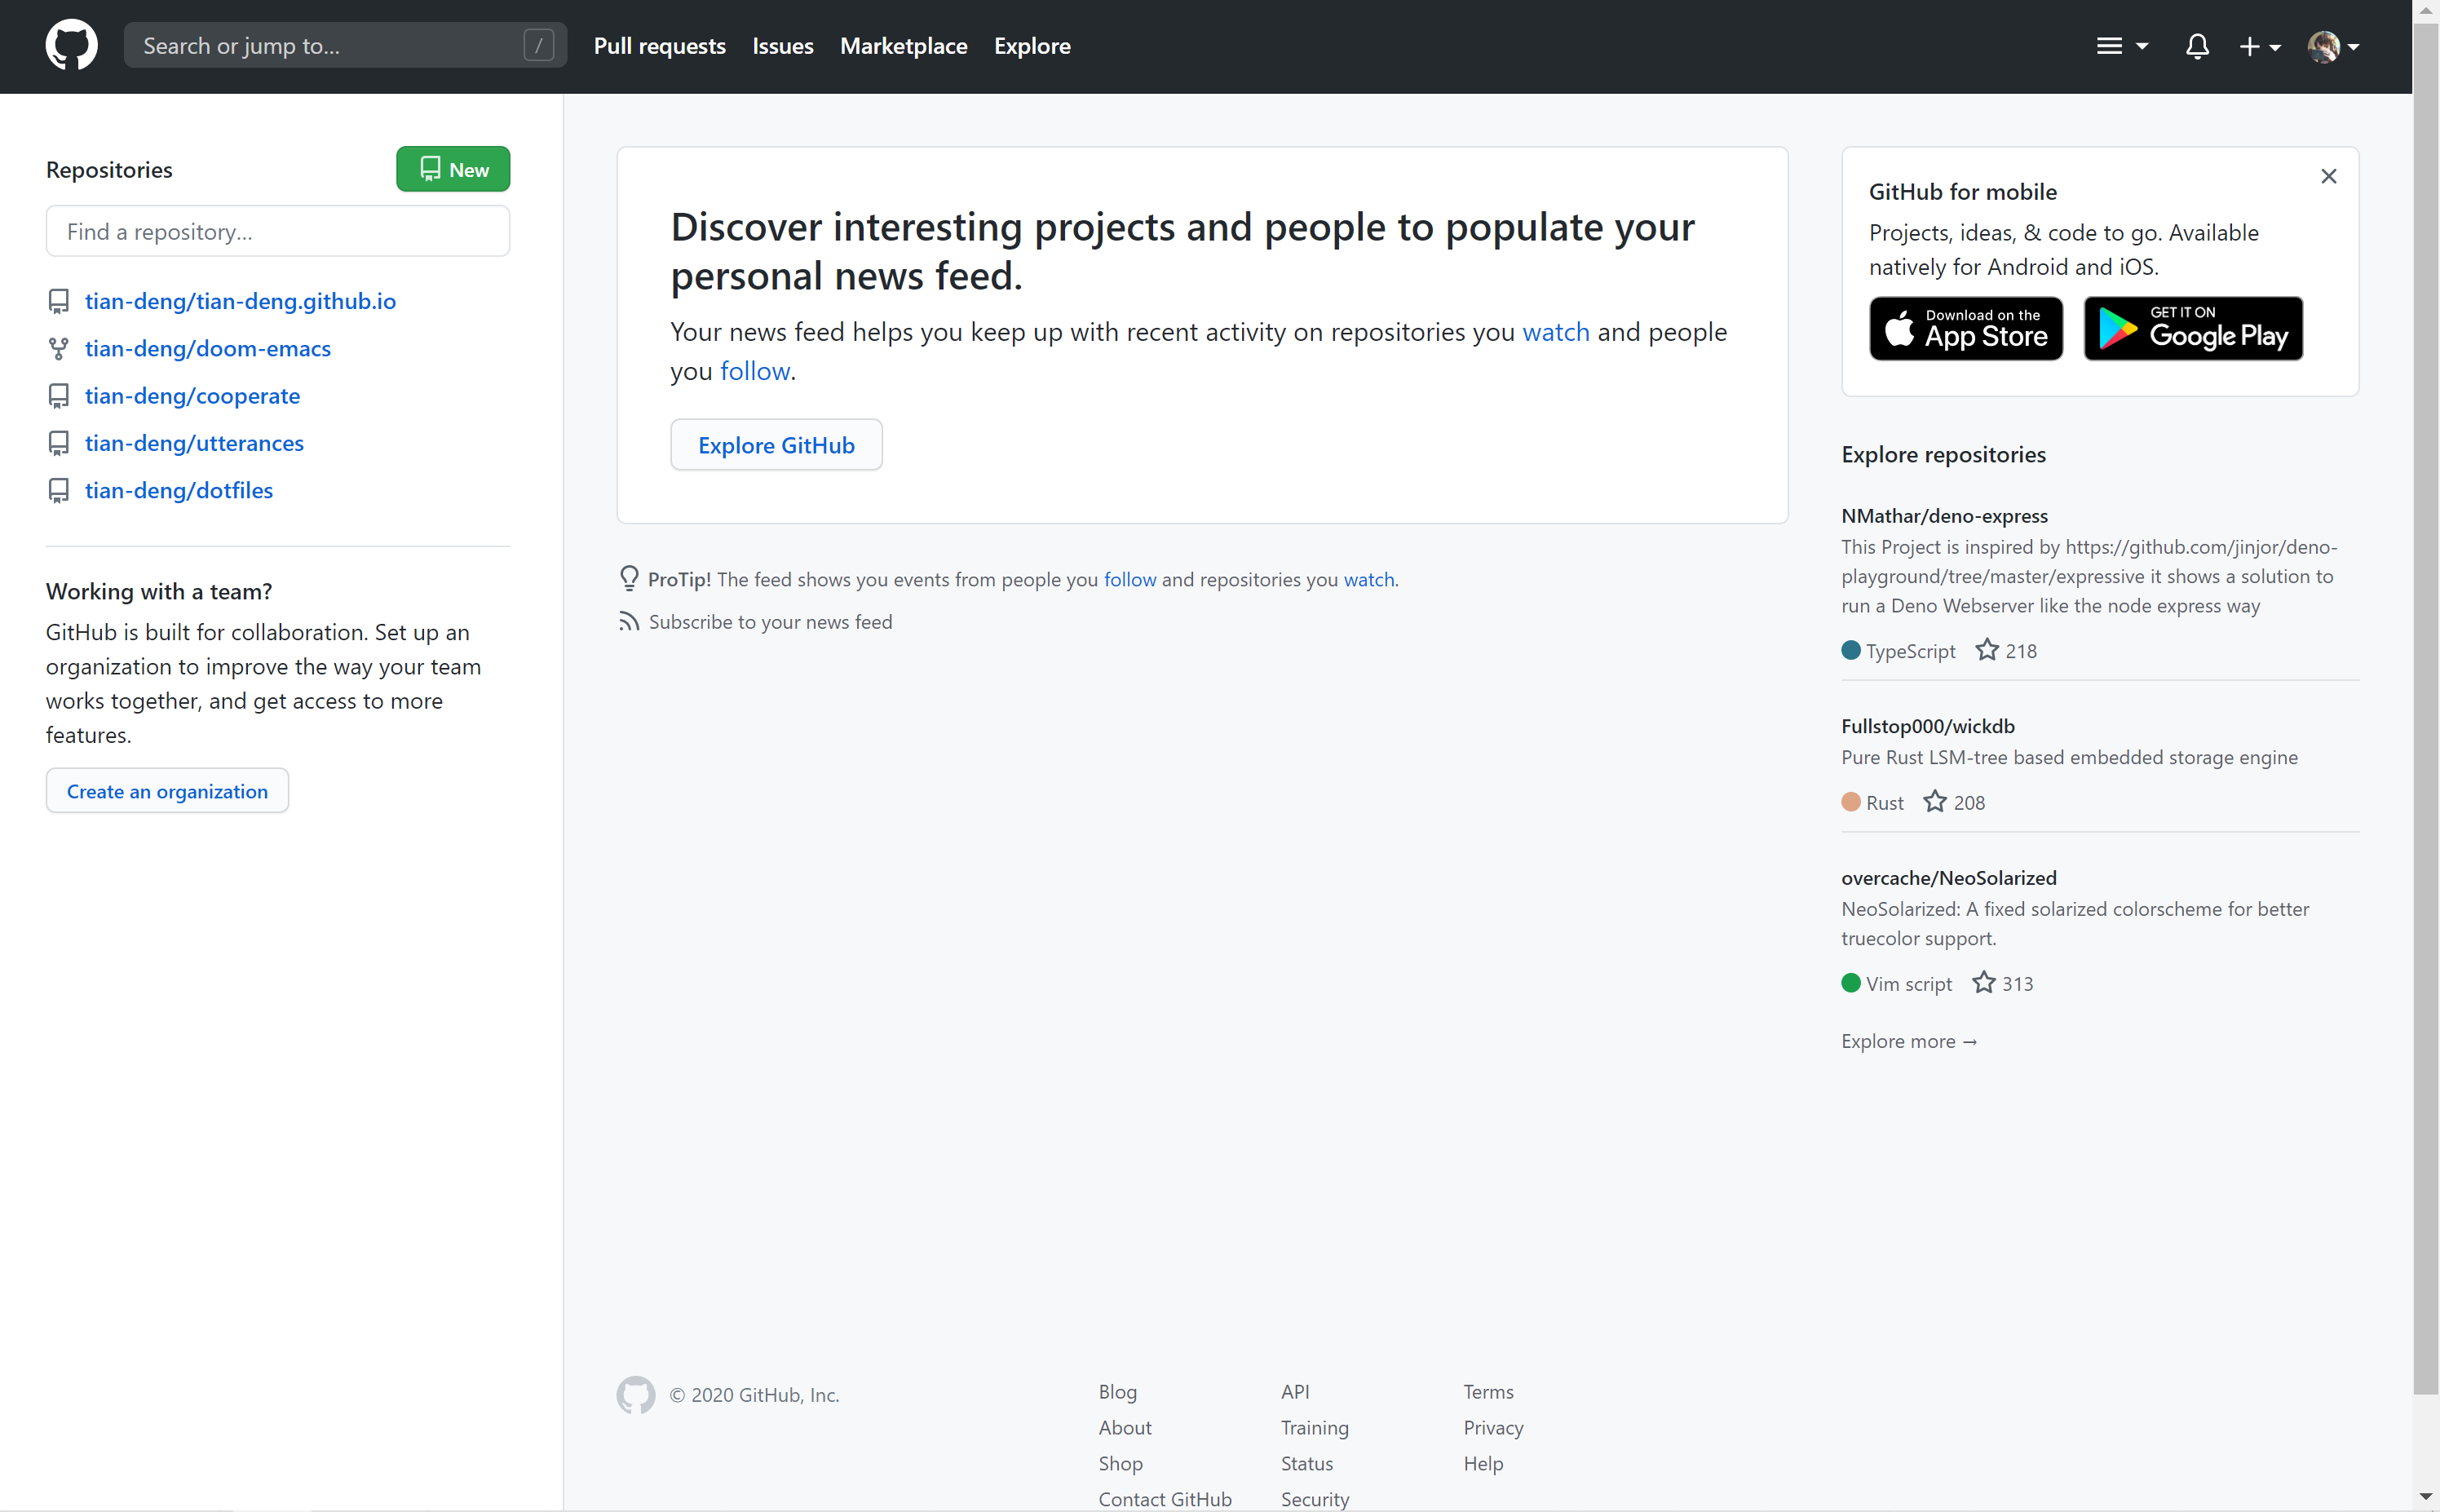 Search or jump to...
/
Pull requests
Issues
Marketplace
Explore
Repositories
New
Find a repository...
tian-deng/tian-deng.github.io
tian-deng/doom-emacs
tian-deng/cooperate
tian-deng/utterances
tian-deng/dotfiles
Working with a team?
GitHub is built for collaboration. Set up an
organization to improve the way your team
works together, and get access to more
features.
Create an organization
Discover interesting projects and people to populate your
personal news feed.
Your news feed helps you keep up with recent activity on repositories you watch and people
you follow.
Explore GitHub
ProTip! The feed shows you events from people you follow and repositories you watch.
Subscribe to your news feed
GitHub for mobile
Projects, ideas, & code to go. Available
natively for Android and iOS.
Download on the
App Store
GET IT ON
Google Play
Explore repositories
NMathar/deno-express
This Project is inspired by https://github.com/jinjor/deno-
playground/tree/master/expressive it shows a solution to
run a Deno Webserver like the node express way
TypeScript 218
Fullstop000/wickdb
Pure Rust LSM-tree based embedded storage engine
Rust 208
overcache/NeoSolarized
NeoSolarized: A fixed solarized colorscheme for better
truecolor support.
Vim script 313
Explore more →
© 2020 GitHub, Inc.
Blog
About
Shop
Contact GitHub
API
Training
Status
Security
Terms
Privacy
Help